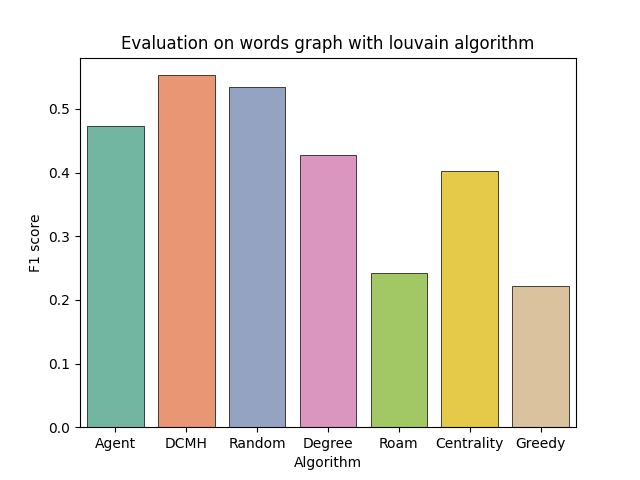 Evaluation on words graph with louvain algorithm
F1 score
0.5
0.4
0.3
0.2
0.1
0.0
Agent DCMH Random Degree Roam Centrality Greedy
Algorithm